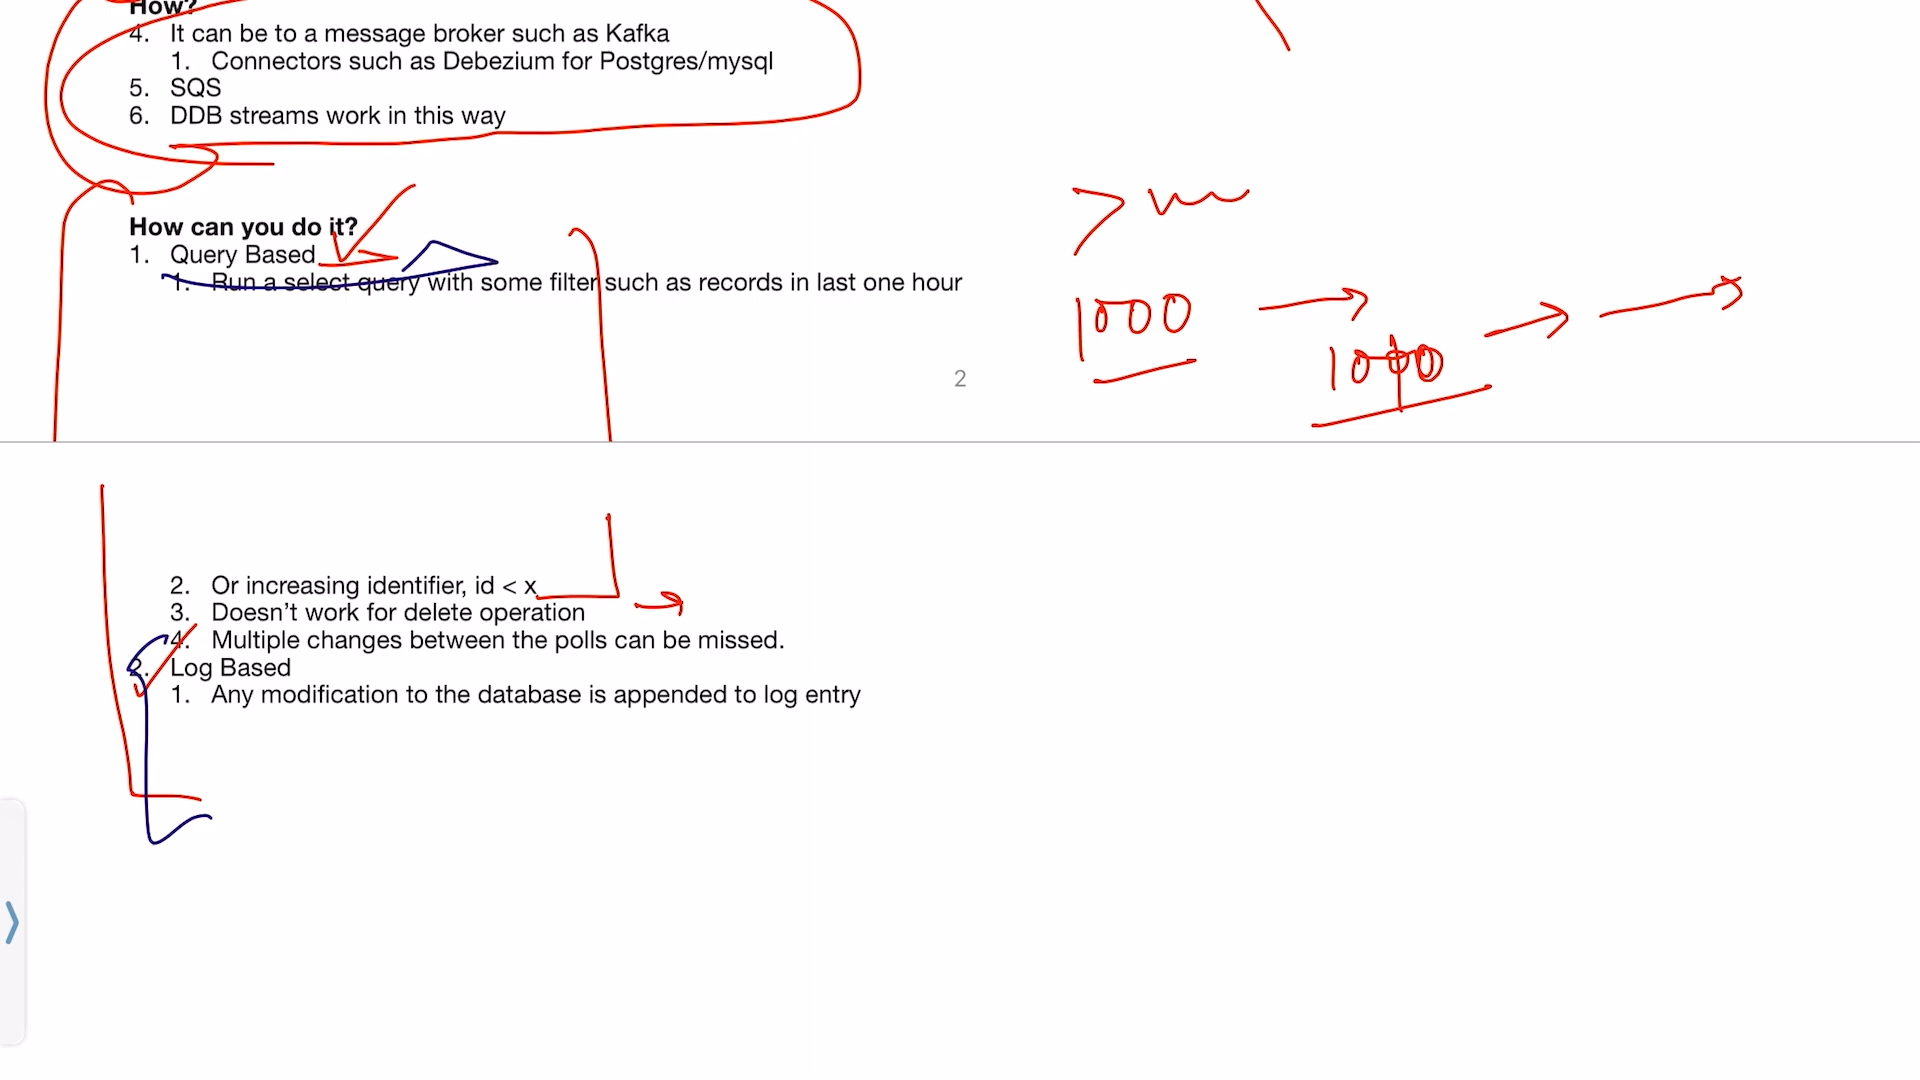 How?
4. It can be to a message broker such as Kafka
1. Connectors such as Debezium for Postgres/mysql
5. SQS
6. DDB streams work in this way
How can you do it?
1. Query Based
1. Run a select query with some filter such as records in last one hour
1000
1000
2
2. Or increasing identifier, id < x
3. Doesn't work for delete operation
4. Multiple changes between the polls can be missed.
2. Log Based
1. Any modification to the database is appended to log entry